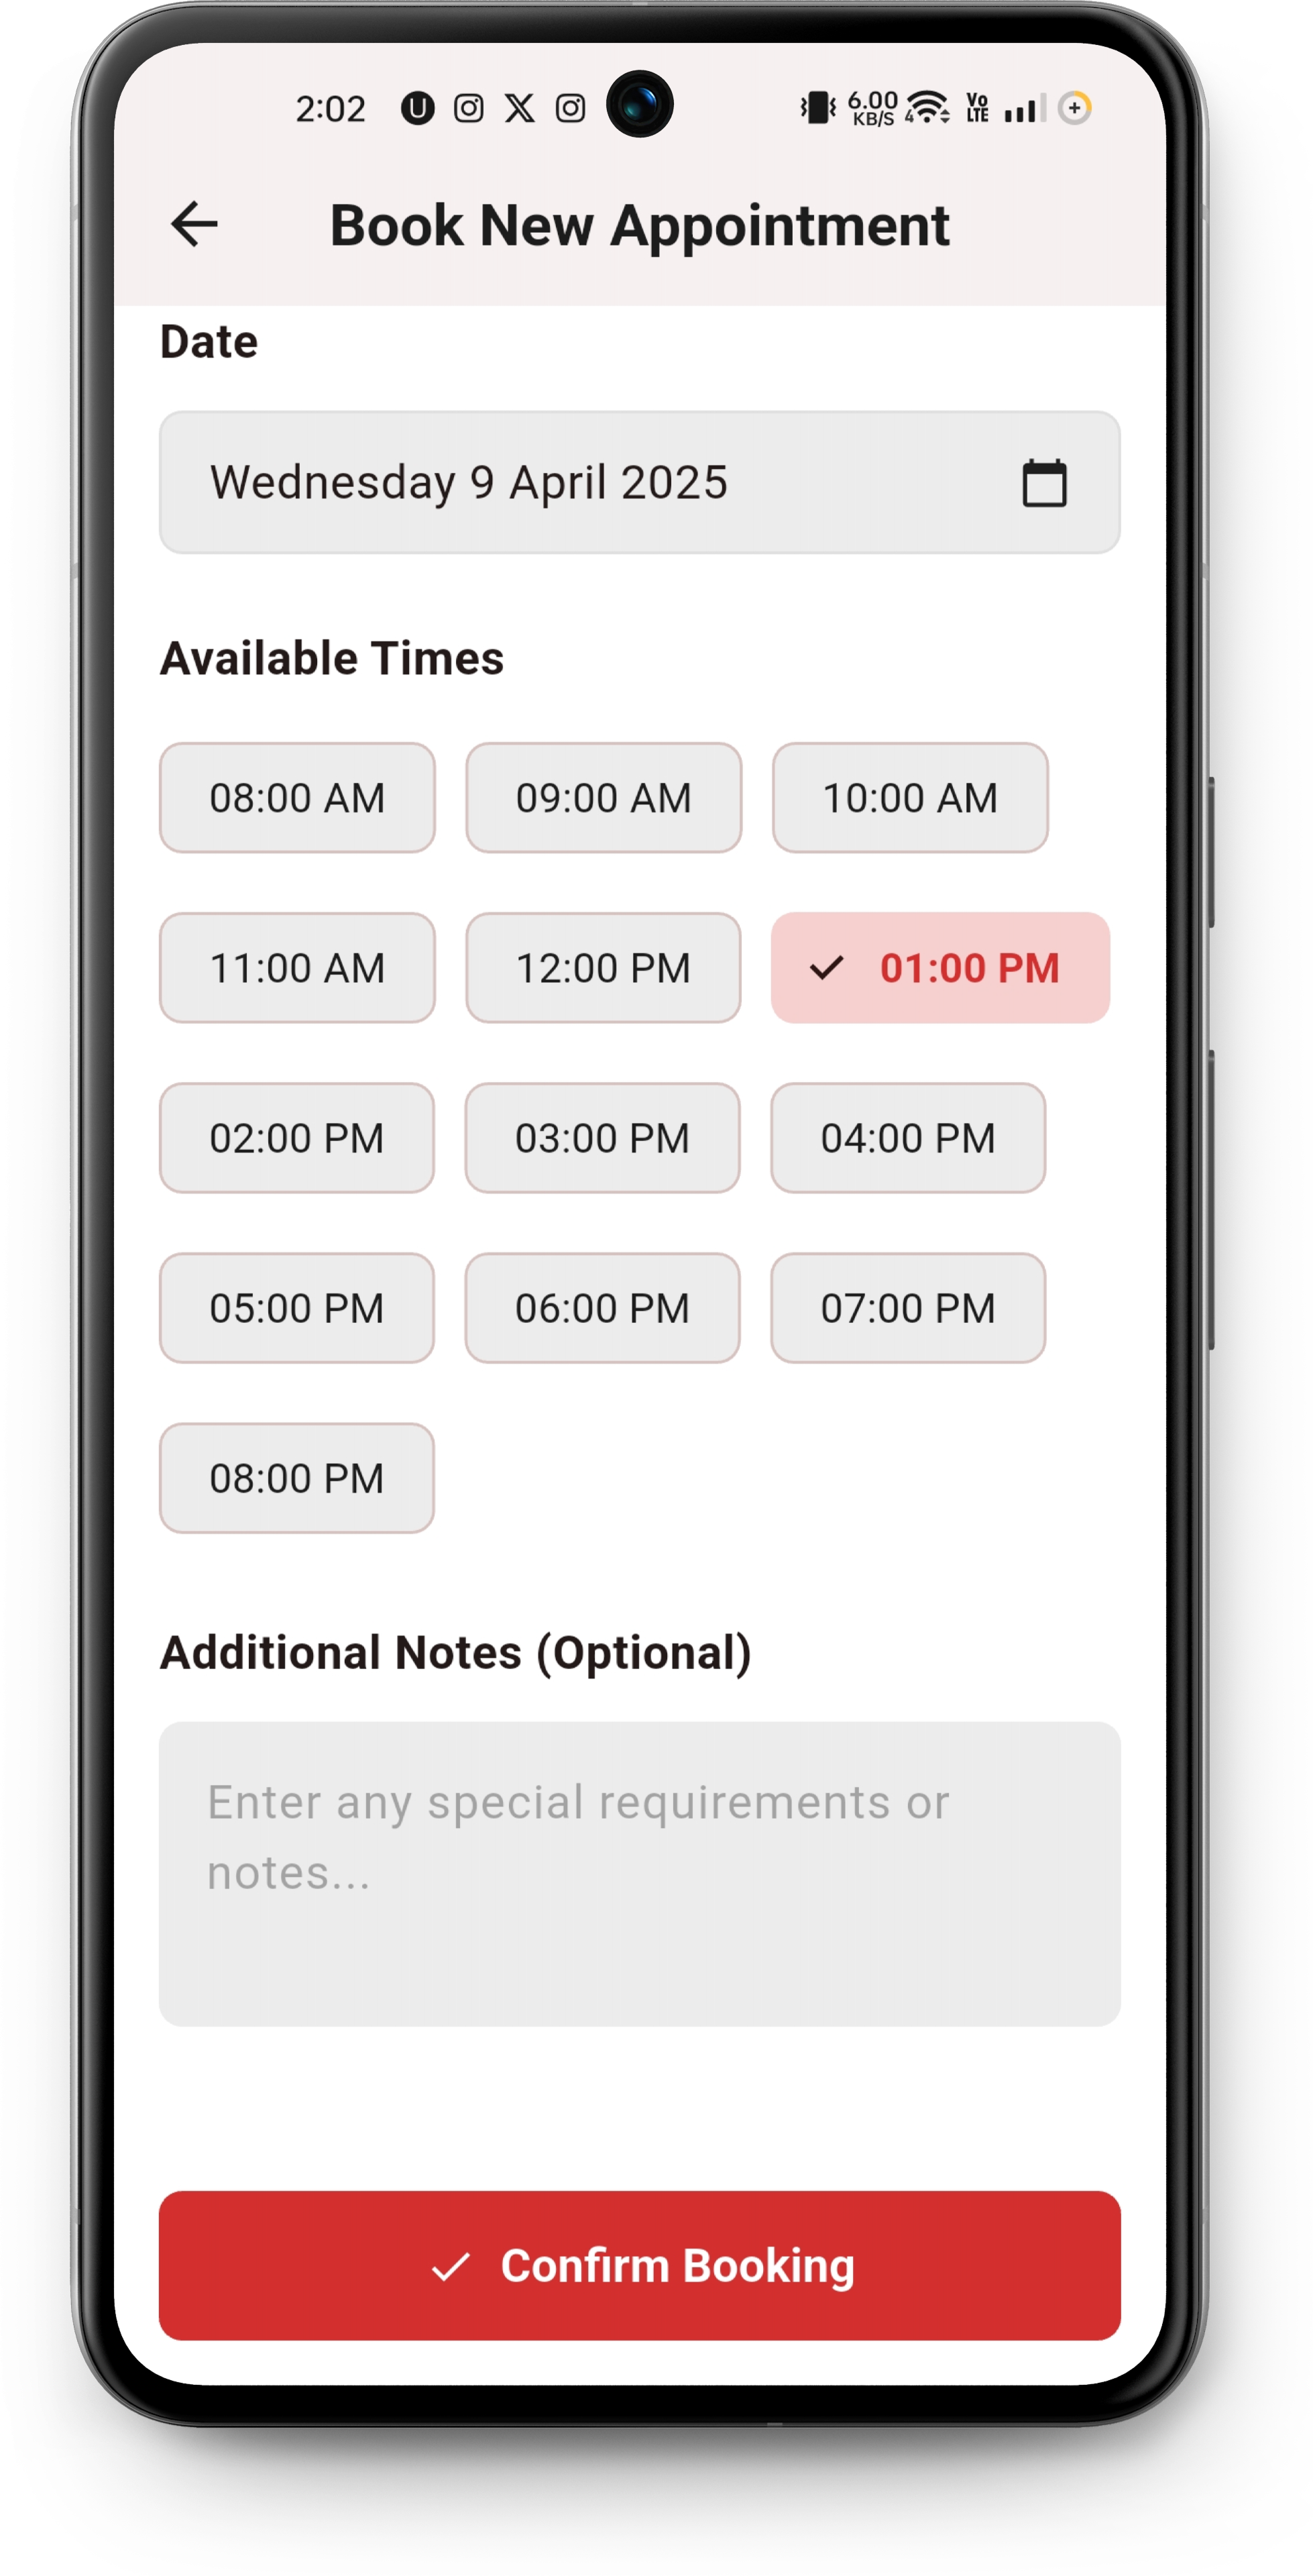 2:02
6.00
KB/S
4
Vo
LTE
Book New Appointment
Date
Wednesday 9 April 2025
Available Times
08:00 AM
09:00 AM
10:00 AM
11:00 AM
12:00 PM
01:00 PM
02:00 PM
03:00 PM
04:00 PM
05:00 PM
06:00 PM
07:00 PM
08:00 PM
Additional Notes (Optional)
Enter any special requirements or
notes...
Confirm Booking